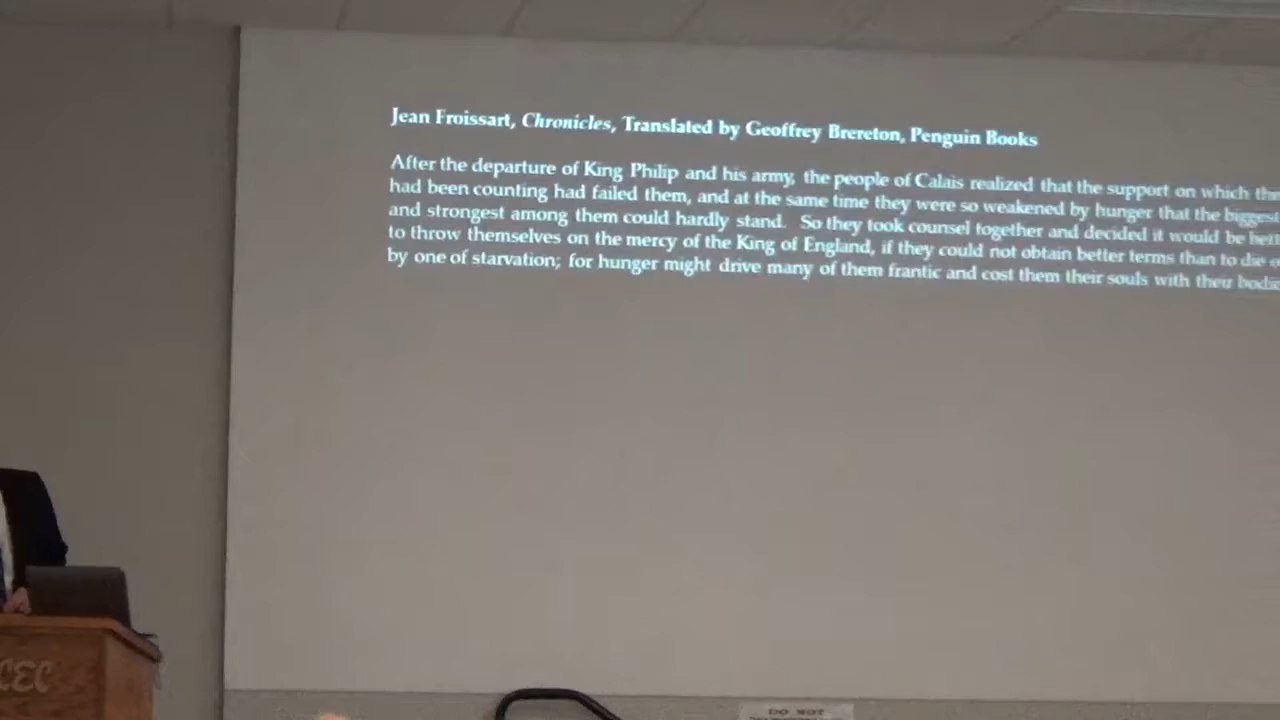 Jean Froissart, Chronicles, Translated by Geoffrey Brereton, Penguin Books
After the departure of King Philip and his army, the people of Calais realized that the support on which
had been counting had failed them, and at the same time they were so weakened by hunger that the biggest
and strongest among them could hardly stand. So they took counsel together and decided it would be
to throw themselves on the mercy of the King of England, if they could not obtain better terms than to die
by one of starvation; for hunger might drive many of them frantic and cost them their souls with their
CEC
DO NOT